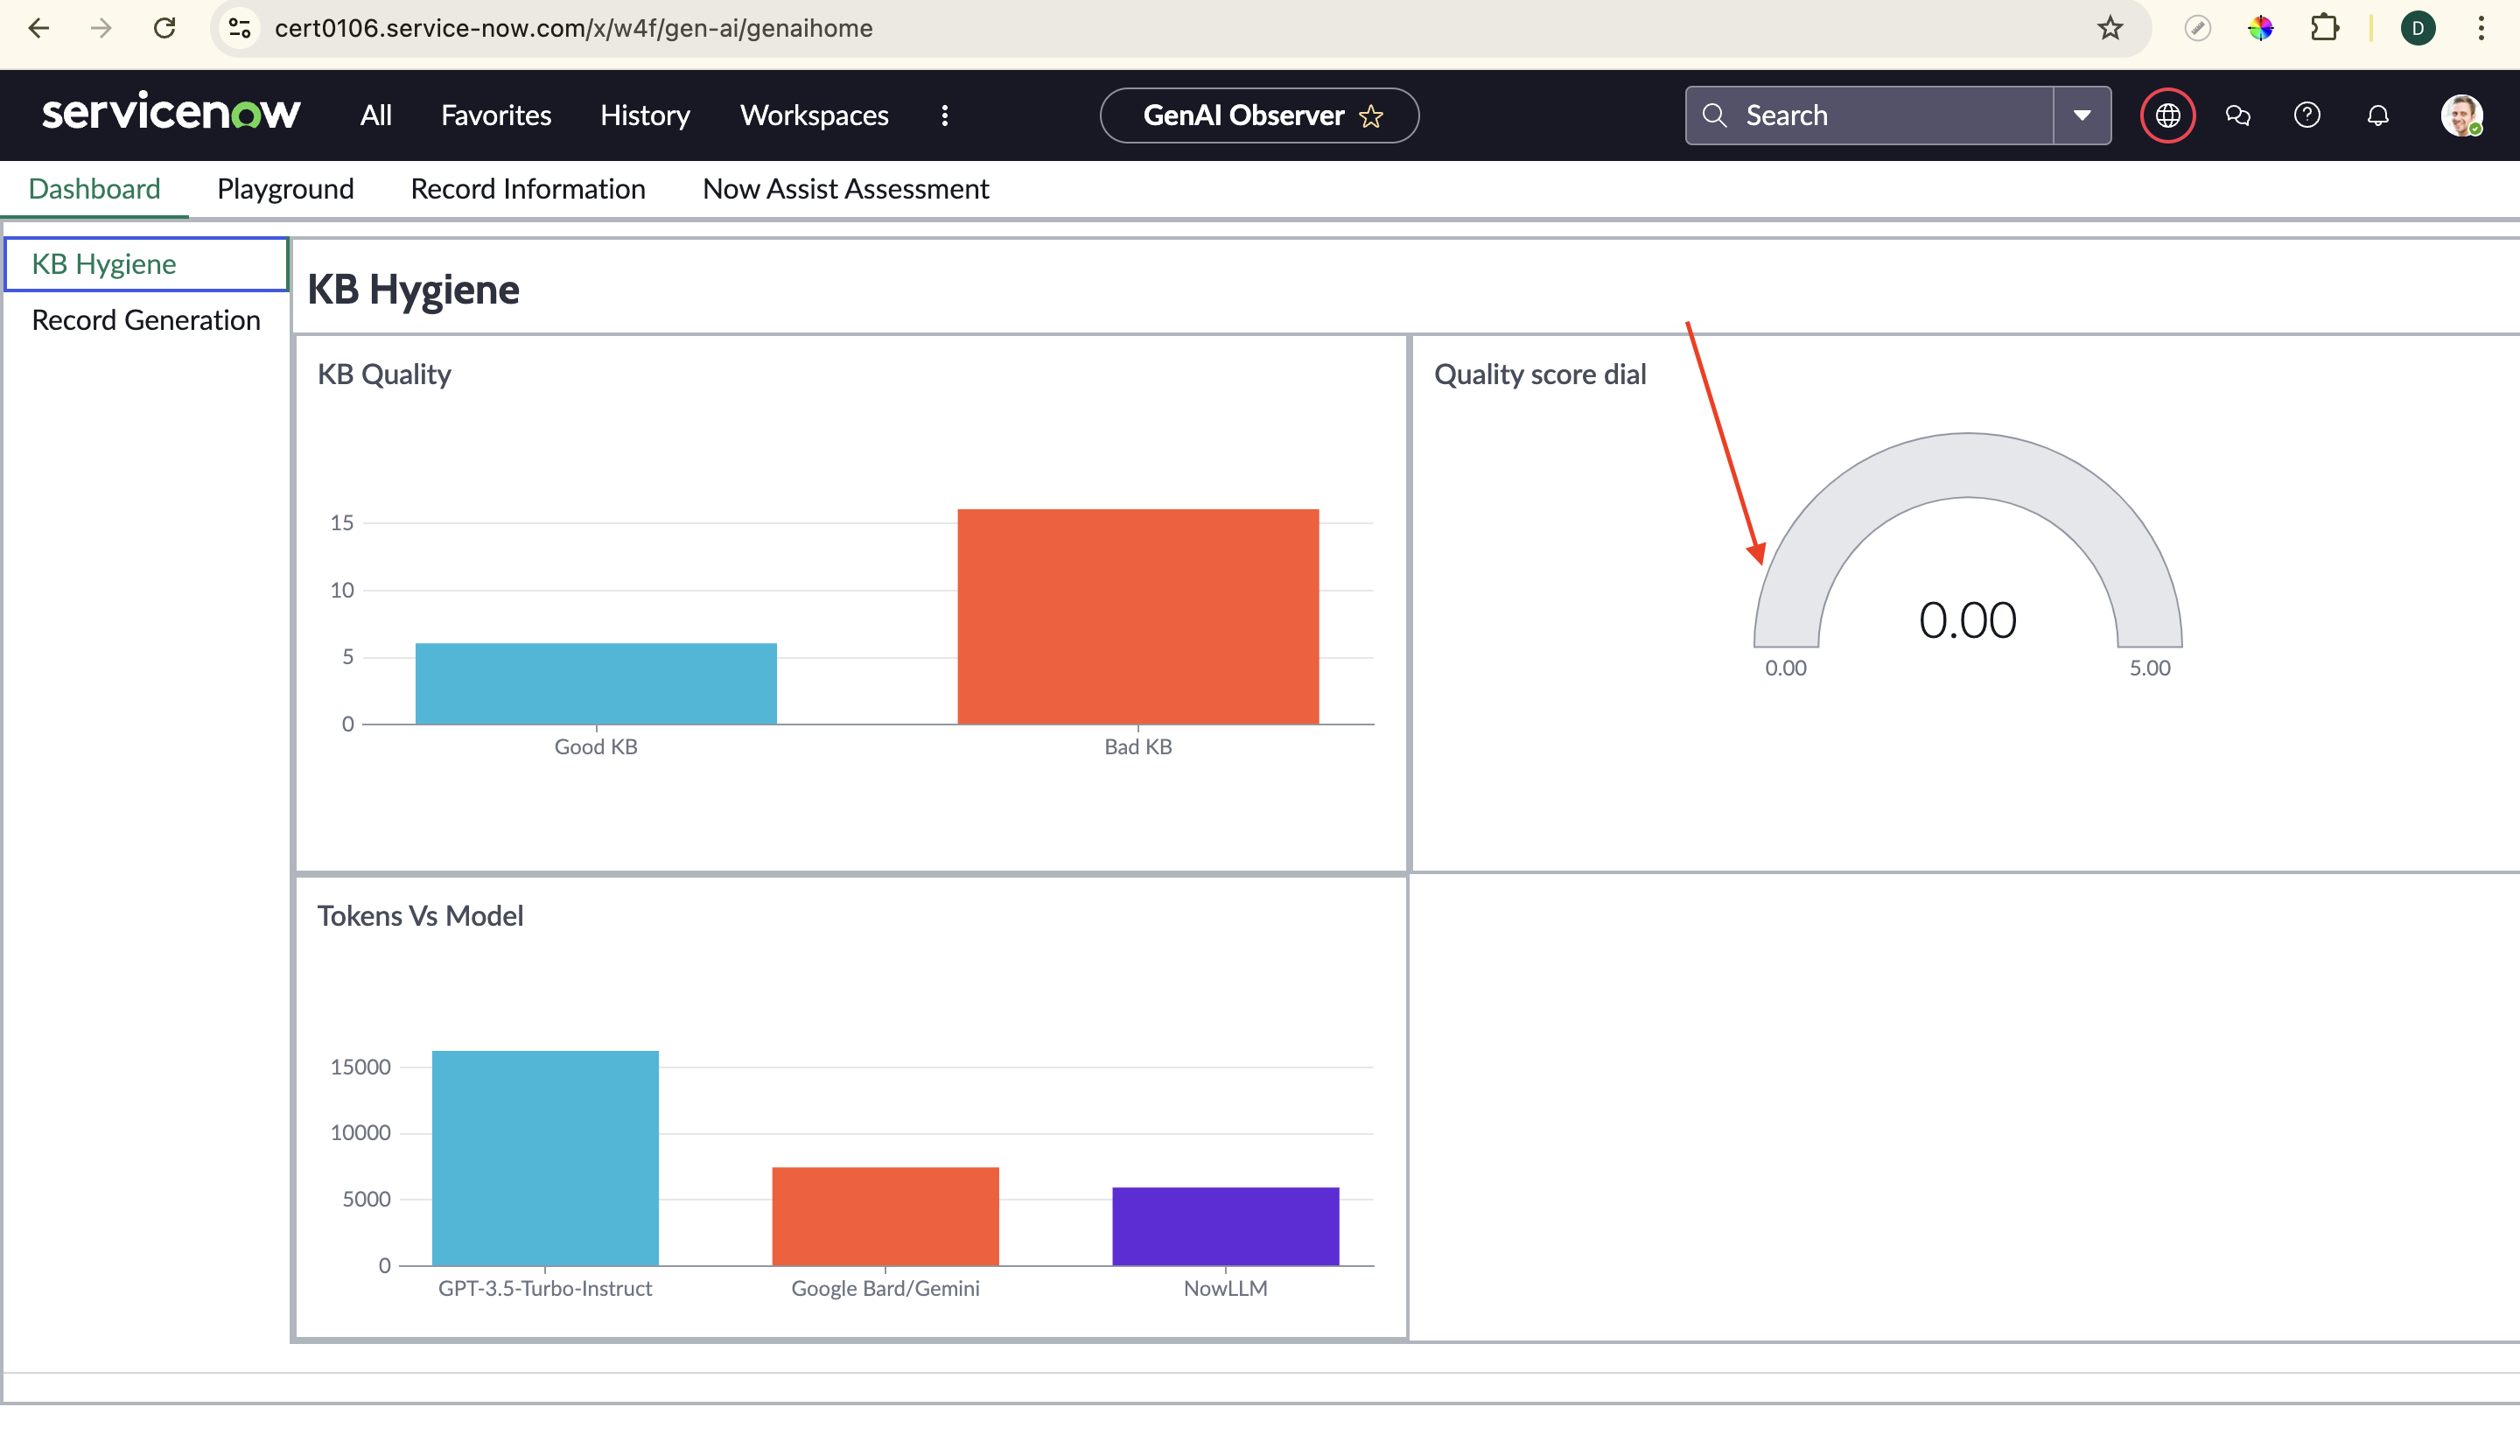 cert0106.service-now.com/x/w4f/gen-ai/genaihome
D
servicenow
All Favorites History Workspaces
GenAI Observer
Search
Dashboard Playground Record Information Now Assist Assessment
KB Hygiene
Record Generation
KB Hygiene
KB Quality
15
10
5
0
Good KB Bad KB
Quality score dial
0.00
0.00 5.00
Tokens Vs Model
15000
10000
5000
0
GPT-3.5-Turbo-Instruct Google Bard/Gemini NowLLM